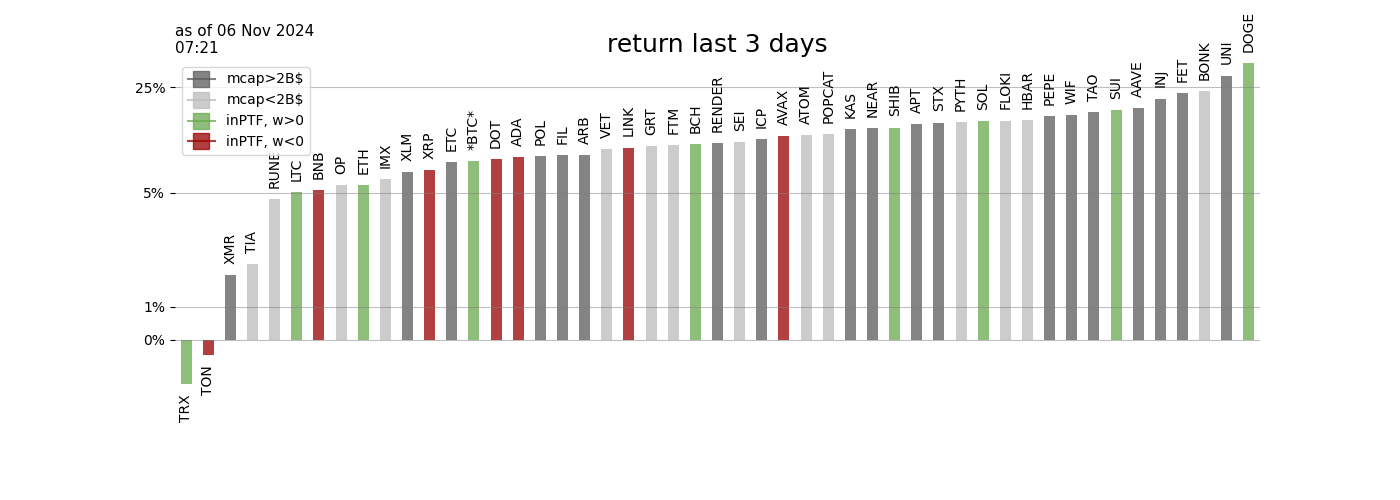 as of 06 Nov 2024
07:21
return last 3 days
mcap>2B$
mcap<2B$
inPTF, w>0
inPTF, w<0
25%
5%
1%
0%
TRX
TON
XMR
TIA
RUNE
LTC
BNB
OP
ETH
IMX
XLM
XRP
ETC
*BTC*
DOT
ADA
POL
FIL
ARB
VET
LINK
GRT
FTM
BCH
RENDER
SEI
ICP
AVAX
ATOM
POPCAT
KAS
NEAR
SHIB
APT
STX
PYTH
SOL
FLOKI
HBAR
PEPE
WIF
TAO
SUI
AAVE
INJ
FET
BONK
UNI
DOGE